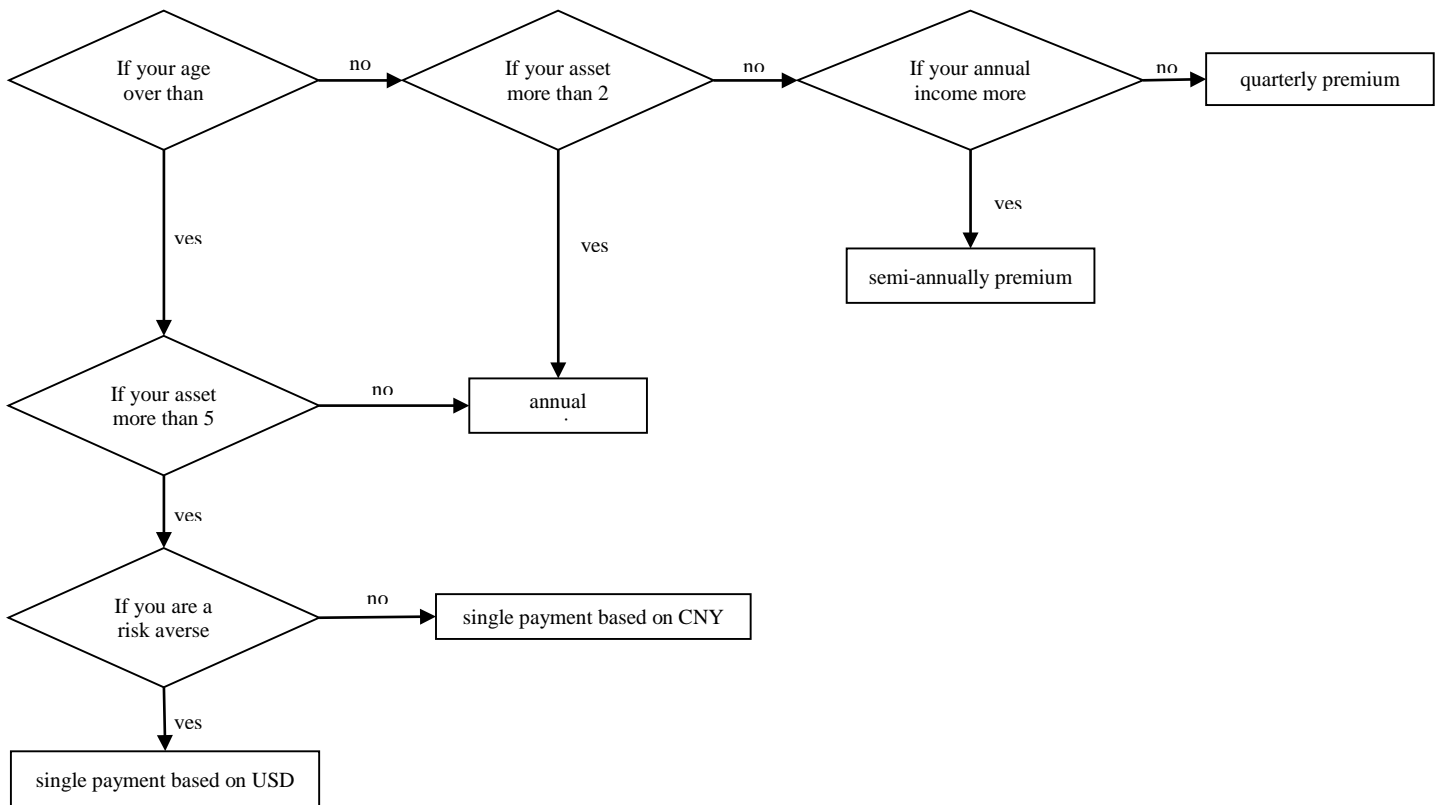 If your age
over than
no
If your asset
more than 2
no
If your annual
income more
no
quarterly premium
yes
yes
yes
semi-annually premium
If your asset
more than 5
no
annual
yes
If you are a
risk averse
no
single payment based on CNY
yes
single payment based on USD